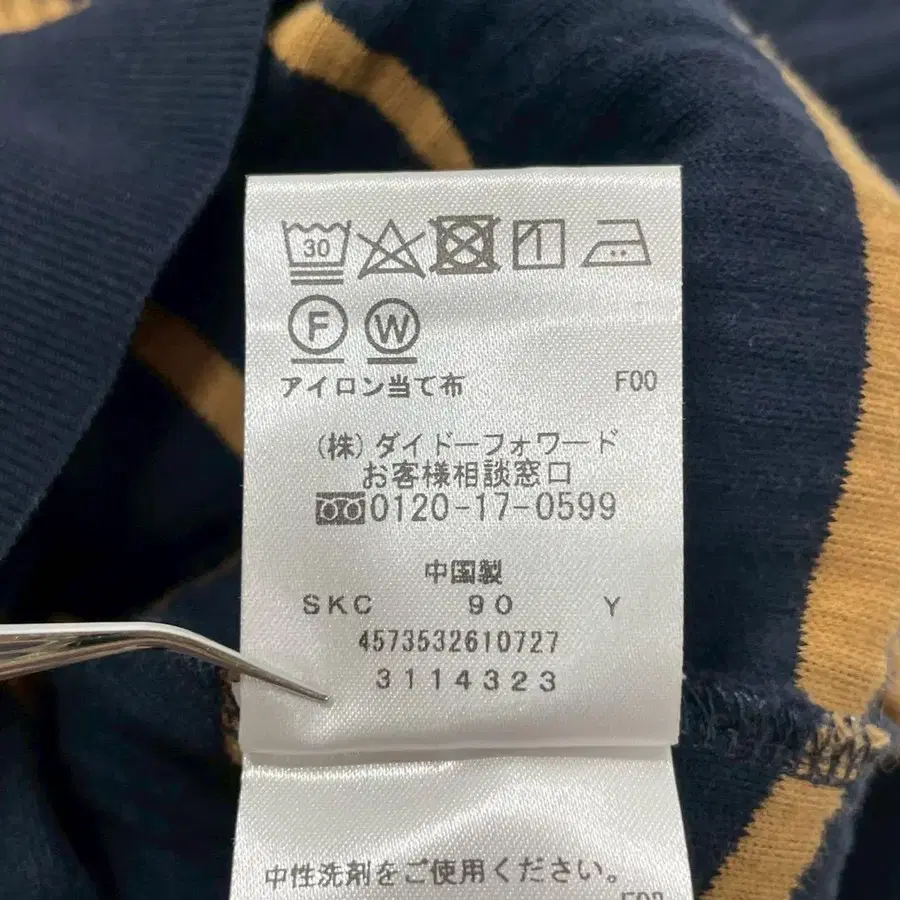 30
F W
アイロン当て布 F00
(株)ダイドーフォワード
お客様相談窓口
0120-17-0599
中国製
SKC 90 Y
4573532610727
3114323
中性洗剤をご使用ください。